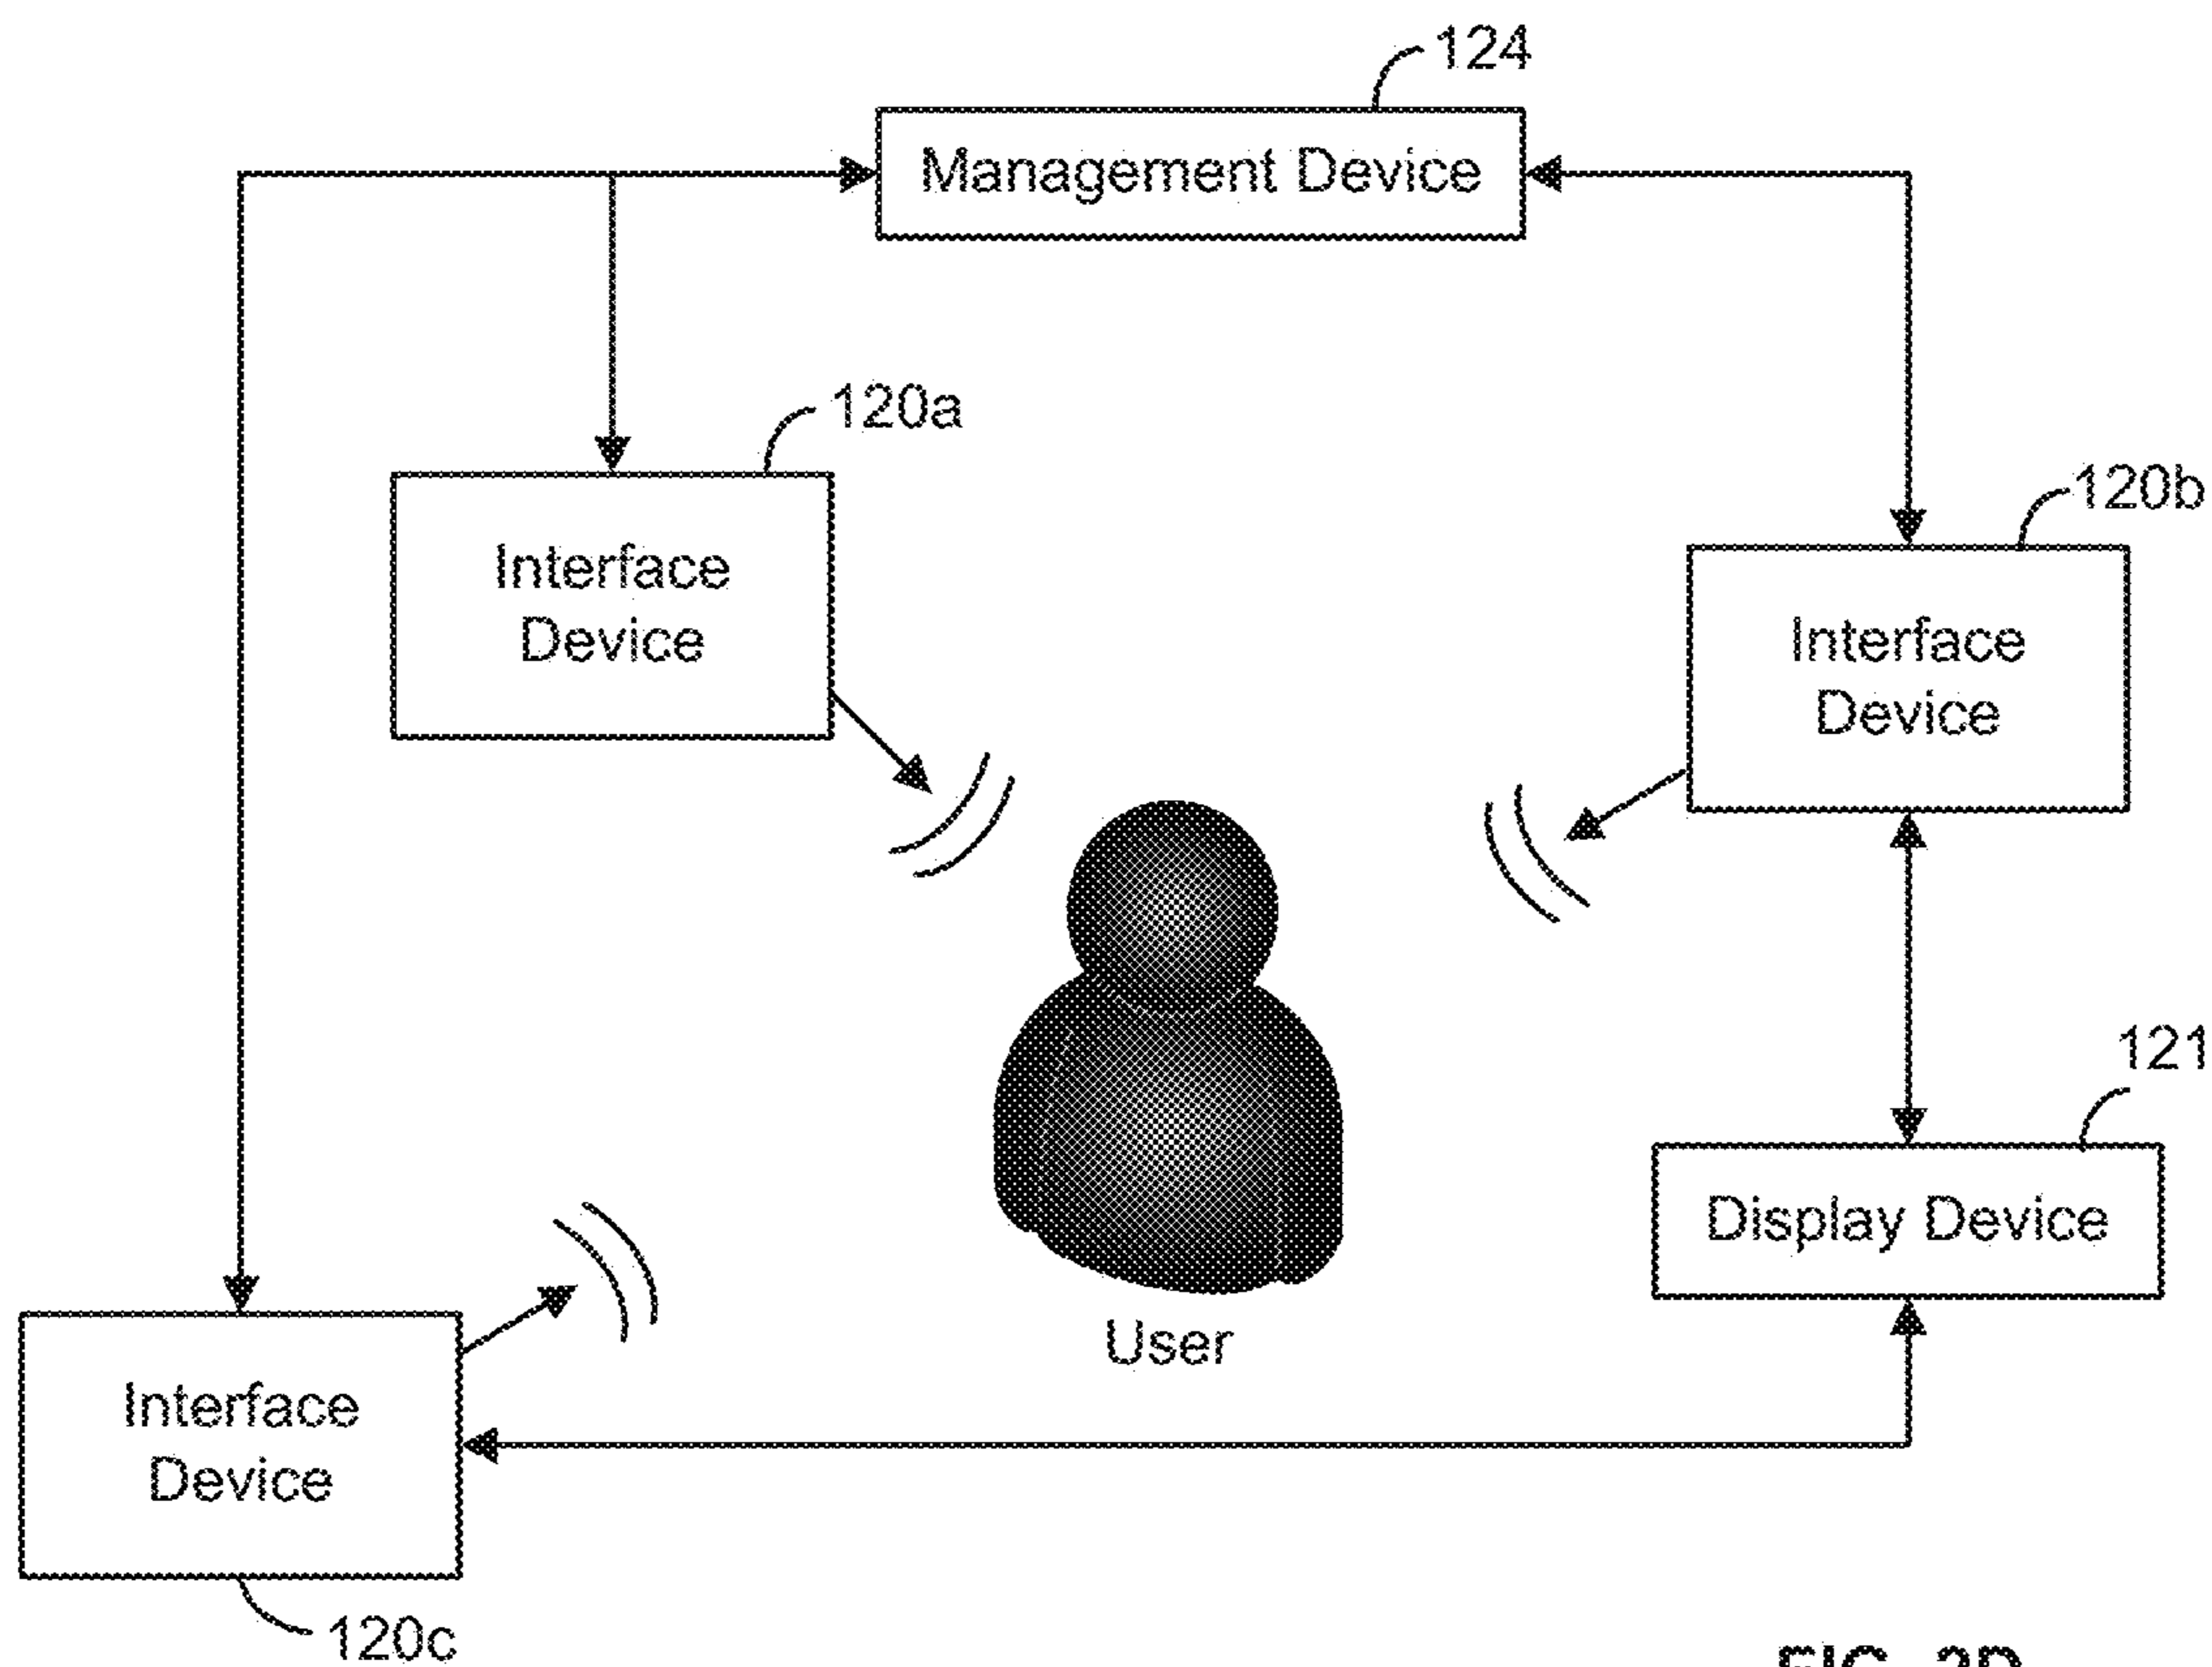 124
Management Device
120a
Interface
Device
120b
Interface
Device
121
Display Device
User
Interface
Device
120c